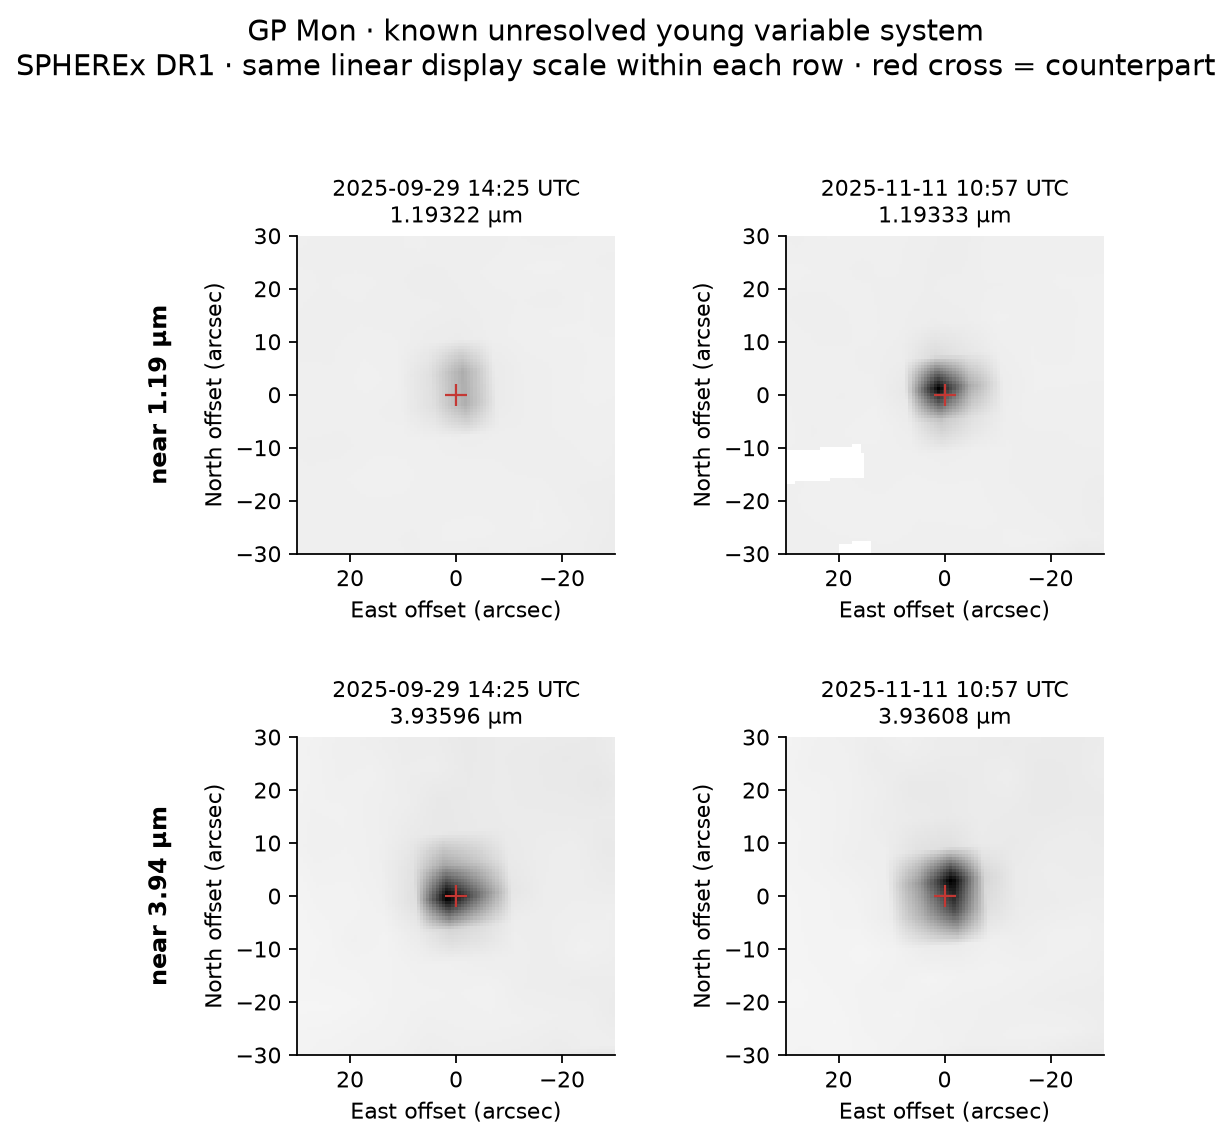 GP Mon · known unresolved young variable system
SPHEREx DR1 · same linear display scale within each row · red cross = counterpart
2025-09-29 14:25 UTC
1.19322 µm
2025-11-11 10:57 UTC
1.19333 µm
near 1.19 µm
North offset (arcsec)
30
20
10
0
−10
−20
−30
20
0
−20
East offset (arcsec)
North offset (arcsec)
30
20
10
0
−10
−20
−30
20
0
−20
East offset (arcsec)
2025-09-29 14:25 UTC
3.93596 µm
2025-11-11 10:57 UTC
3.93608 µm
near 3.94 µm
North offset (arcsec)
30
20
10
0
−10
−20
−30
20
0
−20
East offset (arcsec)
North offset (arcsec)
30
20
10
0
−10
−20
−30
20
0
−20
East offset (arcsec)